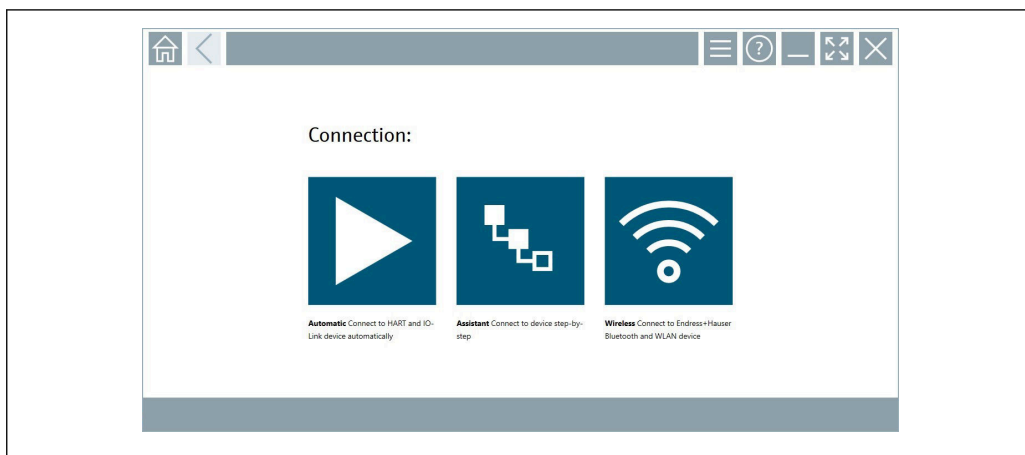 Connection:
Automatic Connect to HART and IO-
Link device automatically
Assistant Connect to device step-by-
step
Wireless Connect to Endress+Hauser
Bluetooth and WLAN device